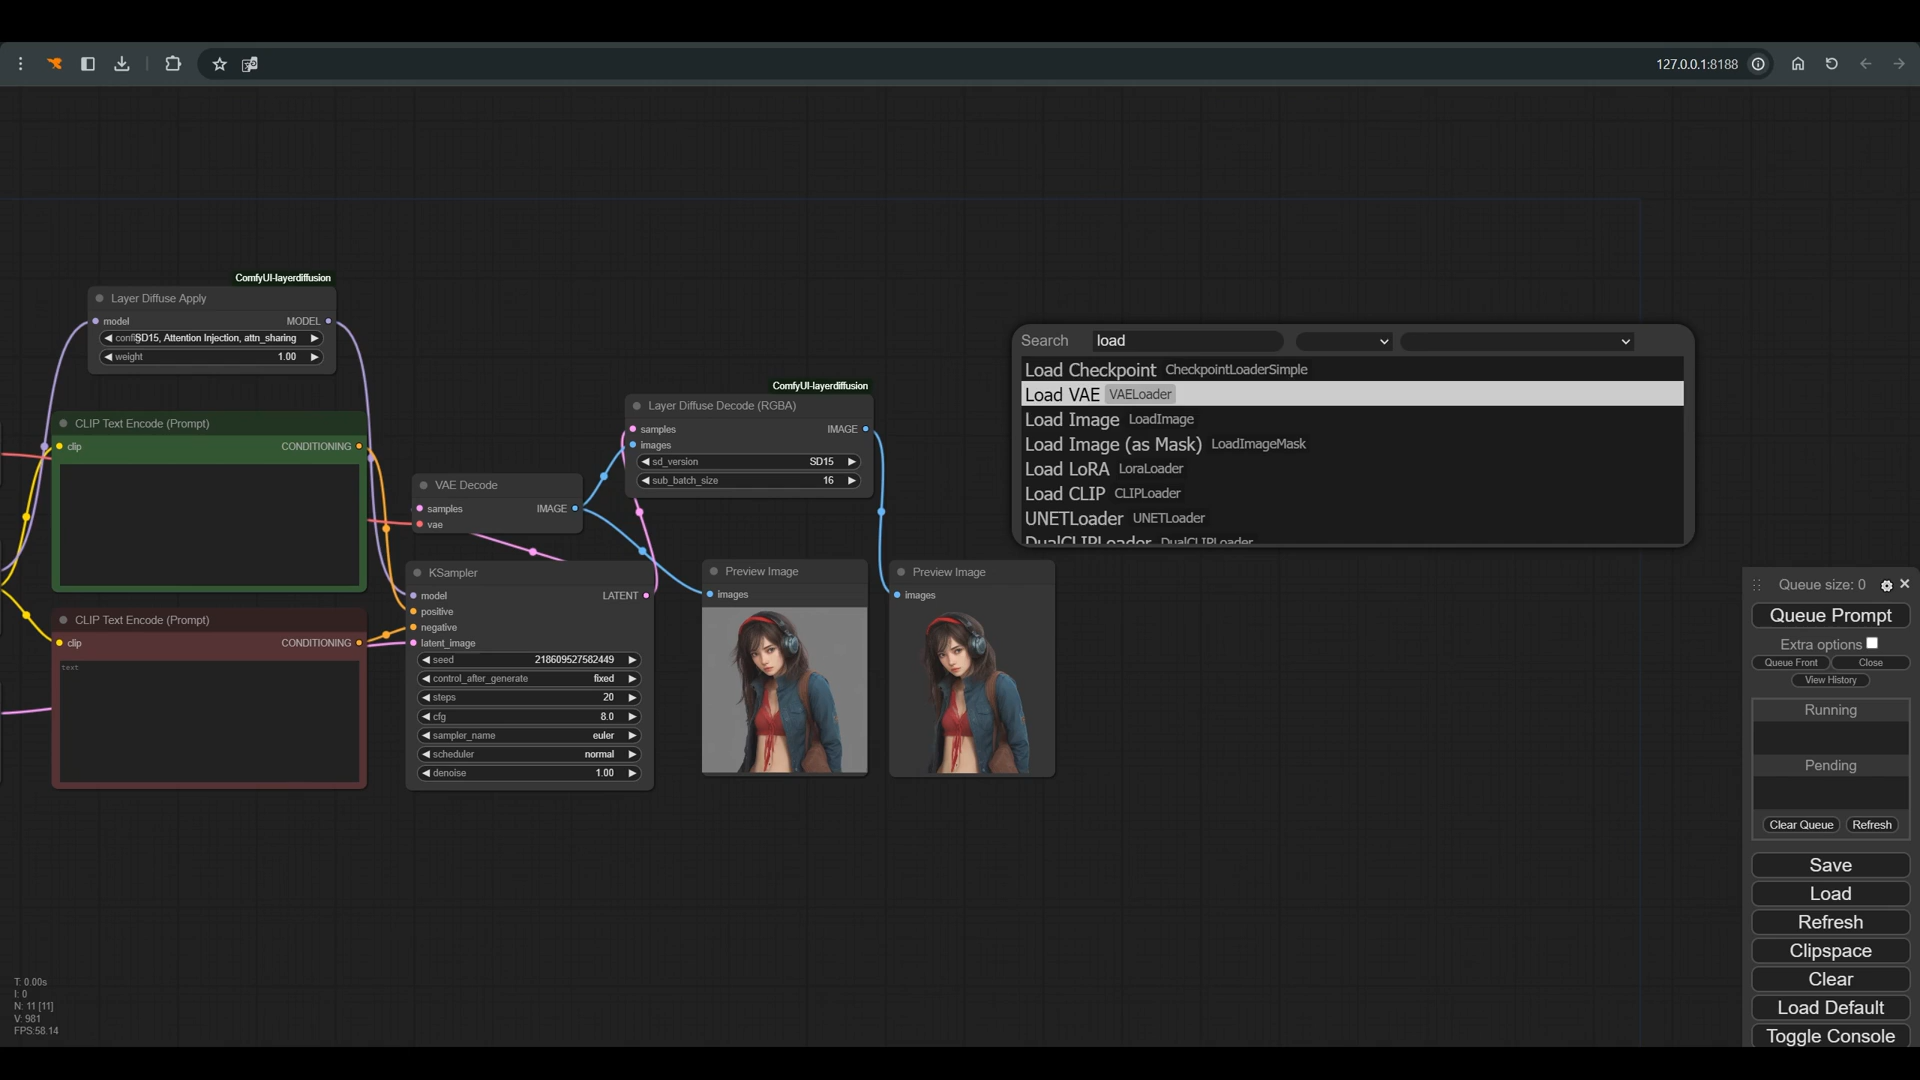 127.0.0.1:8188
ComfyUI-layerdiffusion
Layer Diffuse Apply
model MODEL
SD15, Attention Injection, attn_sharing
weight 1.00
CLIP Text Encode (Prompt)
clip CONDITIONING
CLIP Text Encode (Prompt)
clip CONDITIONING
text
VAE Decode
samples IMAGE
vae
KSampler
model LATENT
positive
negative
latent_image
seed 218609527582449
control_after_generate fixed
steps 20
cfg 8.0
sampler_name euler
scheduler normal
denoise 1.00
ComfyUI-layerdiffusion
Layer Diffuse Decode (RGBA)
samples IMAGE
images
sd_version SD15
sub_batch_size 16
Preview Image
images
Preview Image
images
Search load
Load Checkpoint CheckpointLoaderSimple
Load VAE VAELoader
Load Image LoadImage
Load Image (as Mask) LoadImageMask
Load LoRA LoraLoader
Load CLIP CLIPLoader
UNETLoader UNETLoader
DualCLIPLoader DualCLIPLoader
Queue size: 0
Queue Prompt
Extra options
Queue Front Close
View History
Running
Pending
Clear Queue Refresh
Save
Load
Refresh
Clipspace
Clear
Load Default
Toggle Console
T: 0.00s
I: 0
N: 11 [11]
V: 981
FPS:58.14